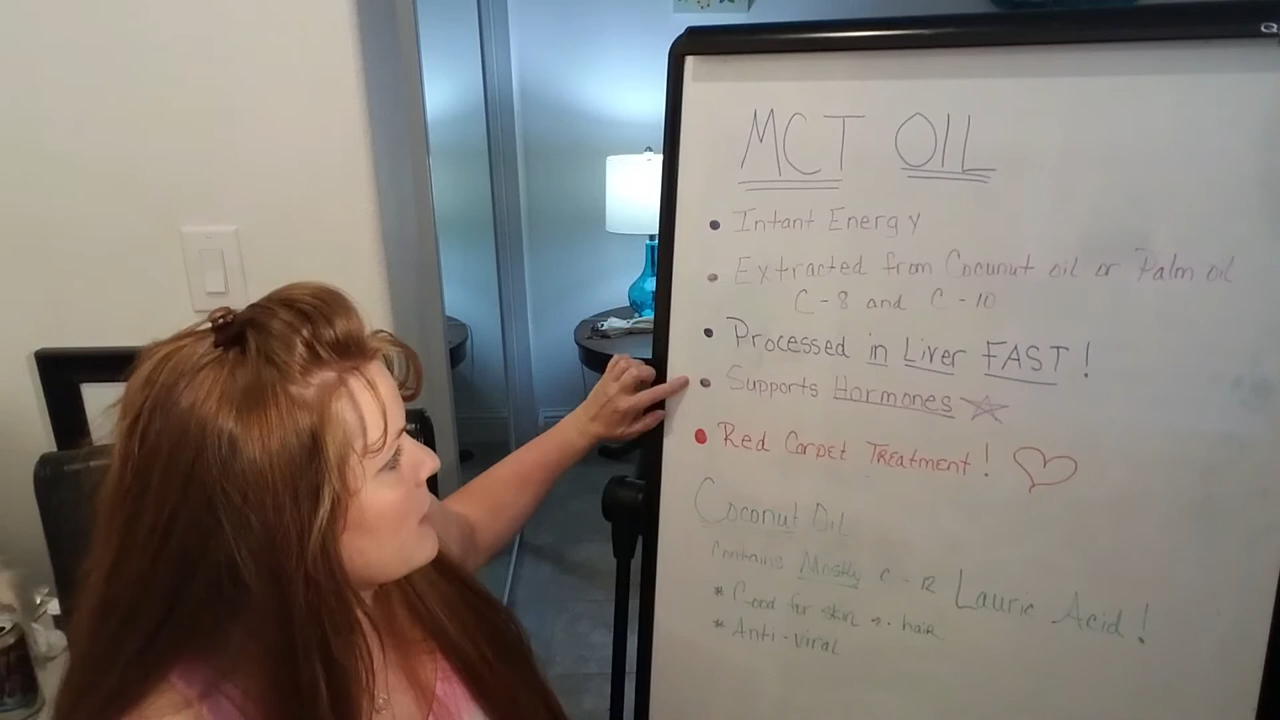 MCT OIL
• Intant Energy
• Extracted from Cocunut oil or Palm oil
C-8 and C-10
• Processed in Liver FAST!
• Supports Hormones
• Red Carpet Treatment!
Coconut Oil
Contains Mostly C-12 Lauric Acid!
* Good for skin & hair
* Anti-viral